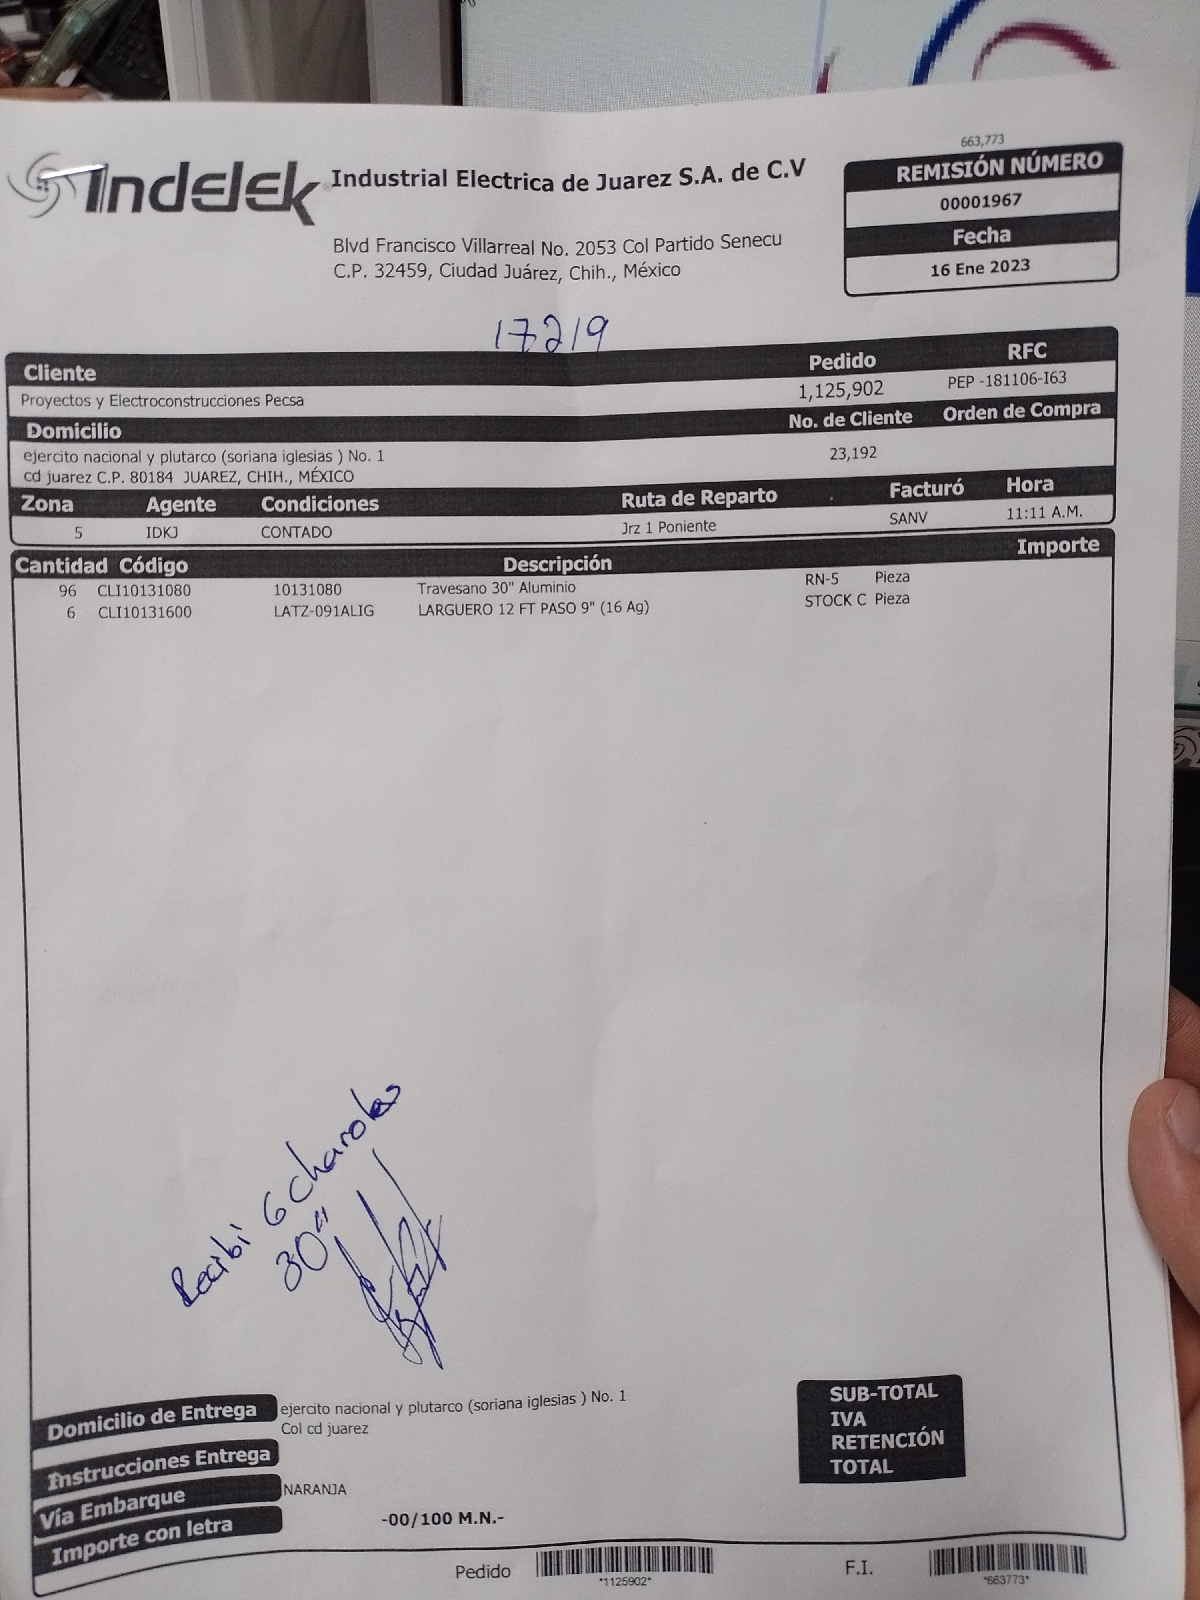 Indelek
Industrial Electrica de Juarez S.A. de C.V
Blvd Francisco Villarreal No. 2053 Col Partido Senecu
C.P. 32459, Ciudad Juárez, Chih., México
663,773
REMISIÓN NÚMERO
00001967
Fecha
16 Ene 2023
17219
Cliente Pedido RFC
Proyectos y Electroconstrucciones Pecsa 1,125,902 PEP -181106-I63
Domicilio No. de Cliente Orden de Compra
ejercito nacional y plutarco (soriana iglesias ) No. 1 23,192
cd juarez C.P. 80184 JUAREZ, CHIH., MÉXICO
Zona Agente Condiciones Ruta de Reparto Facturó Hora
5 IDKJ CONTADO Jrz 1 Poniente SANV 11:11 A.M.
Cantidad Código Descripción Importe
96 CLI10131080 10131080 Travesano 30" Aluminio RN-5 Pieza
6 CLI10131600 LATZ-091ALIG LARGUERO 12 FT PASO 9" (16 Ag) STOCK C Pieza
Recibi 6 charolas
30"
Domicilio de Entrega ejercito nacional y plutarco (soriana iglesias ) No. 1
Col cd juarez
Instrucciones Entrega
Vía Embarque NARANJA
Importe con letra -00/100 M.N.-
SUB-TOTAL
IVA
RETENCIÓN
TOTAL
Pedido *1125902* F.I. *663773*